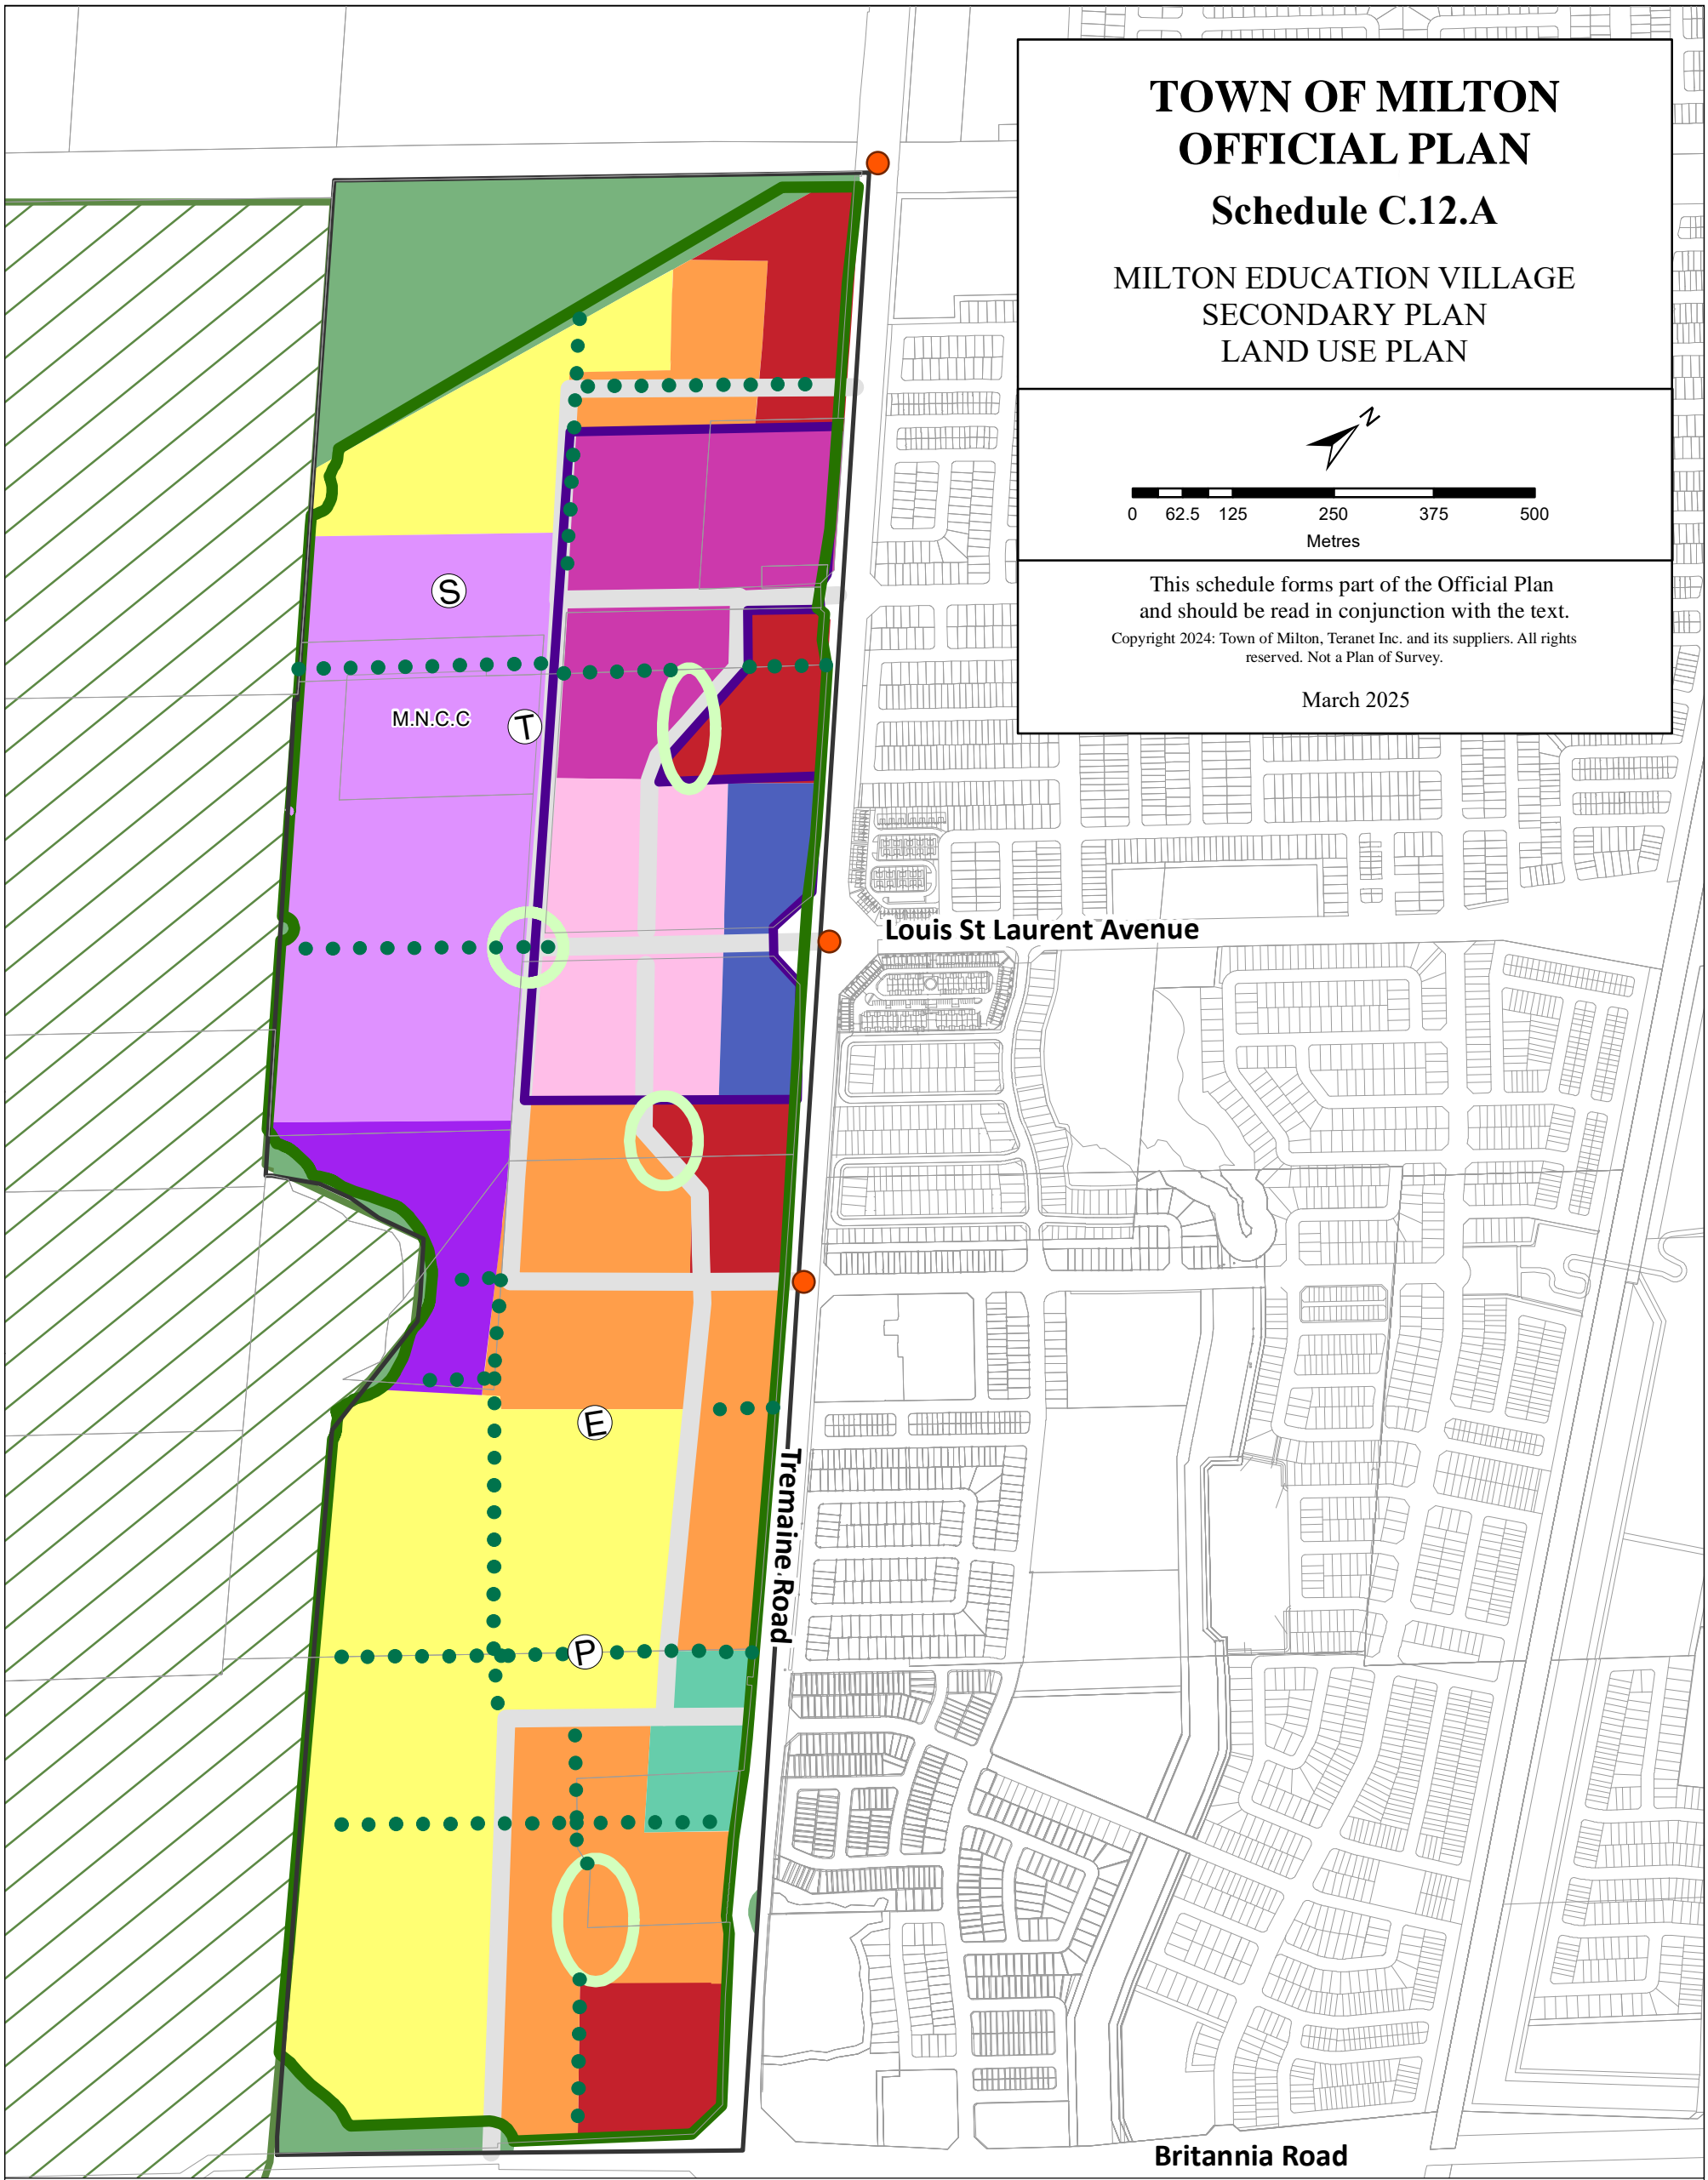 TOWN OF MILTON
OFFICIAL PLAN
Schedule C.12.A
MILTON EDUCATION VILLAGE
SECONDARY PLAN
LAND USE PLAN
N
0 62.5 125 250 375 500
Metres
This schedule forms part of the Official Plan
and should be read in conjunction with the text.
Copyright 2024: Town of Milton, Teranet Inc. and its suppliers. All rights
reserved. Not a Plan of Survey.
March 2025
S
M.N.C.C
T
Louis St Laurent Avenue
E
Tremaine Road
P
Britannia Road